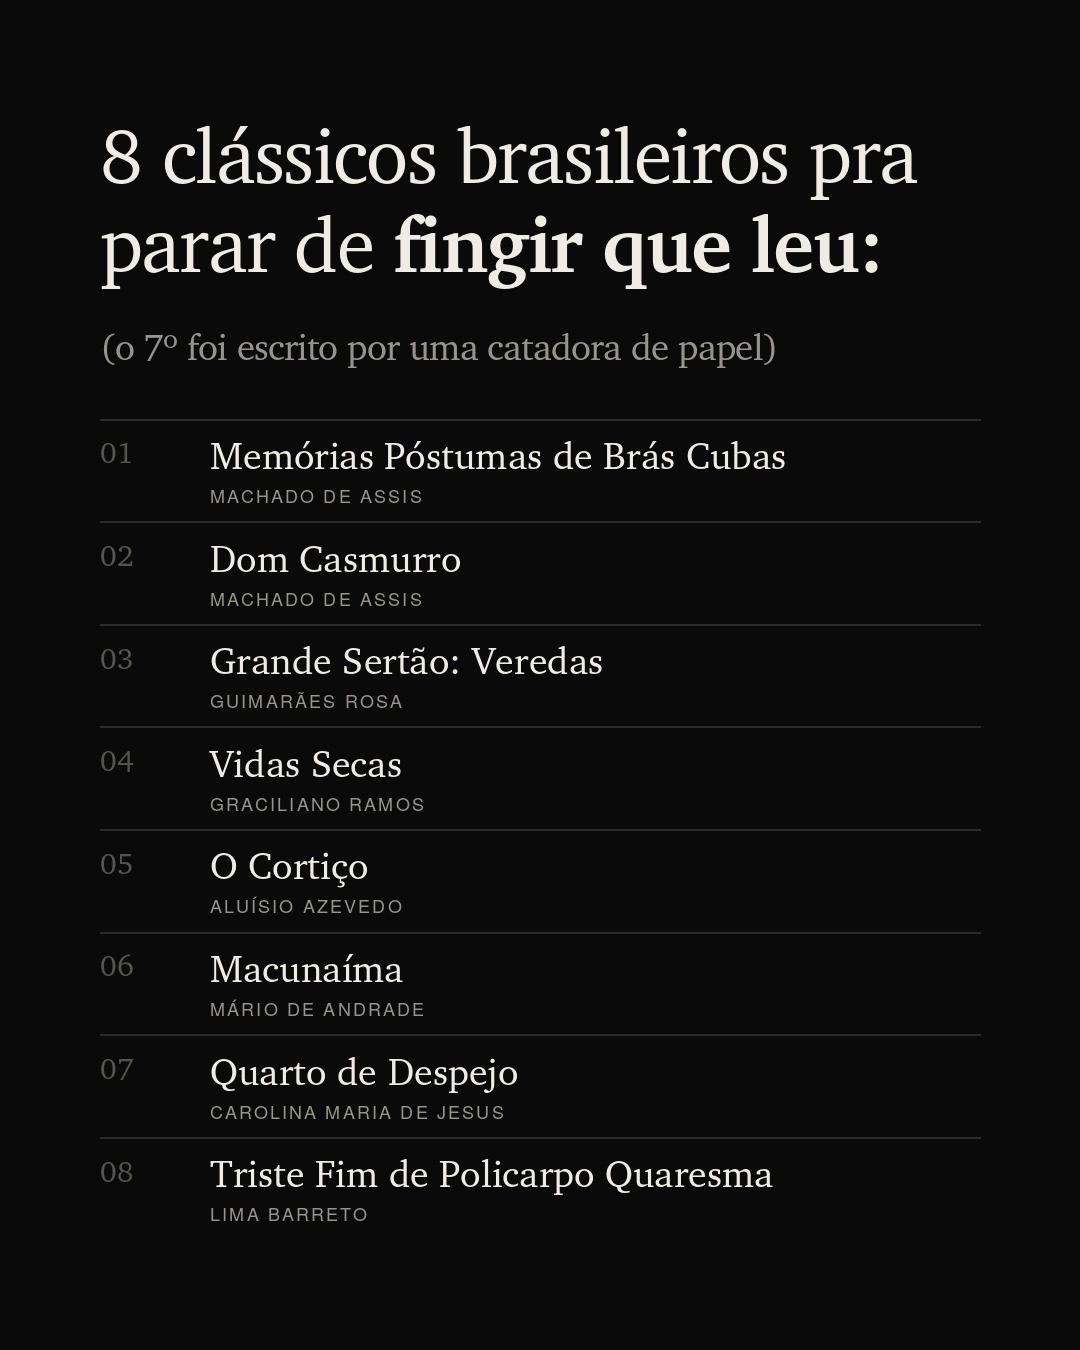 8 clássicos brasileiros pra
parar de fingir que leu:
(o 7º foi escrito por uma catadora de papel)
01
Memórias Póstumas de Brás Cubas
MACHADO DE ASSIS
02
Dom Casmurro
MACHADO DE ASSIS
03
Grande Sertão: Veredas
GUIMARÃES ROSA
04
Vidas Secas
GRACILIANO RAMOS
05
O Cortiço
ALUÍSIO AZEVEDO
06
Macunaíma
MÁRIO DE ANDRADE
07
Quarto de Despejo
CAROLINA MARIA DE JESUS
08
Triste Fim de Policarpo Quaresma
LIMA BARRETO